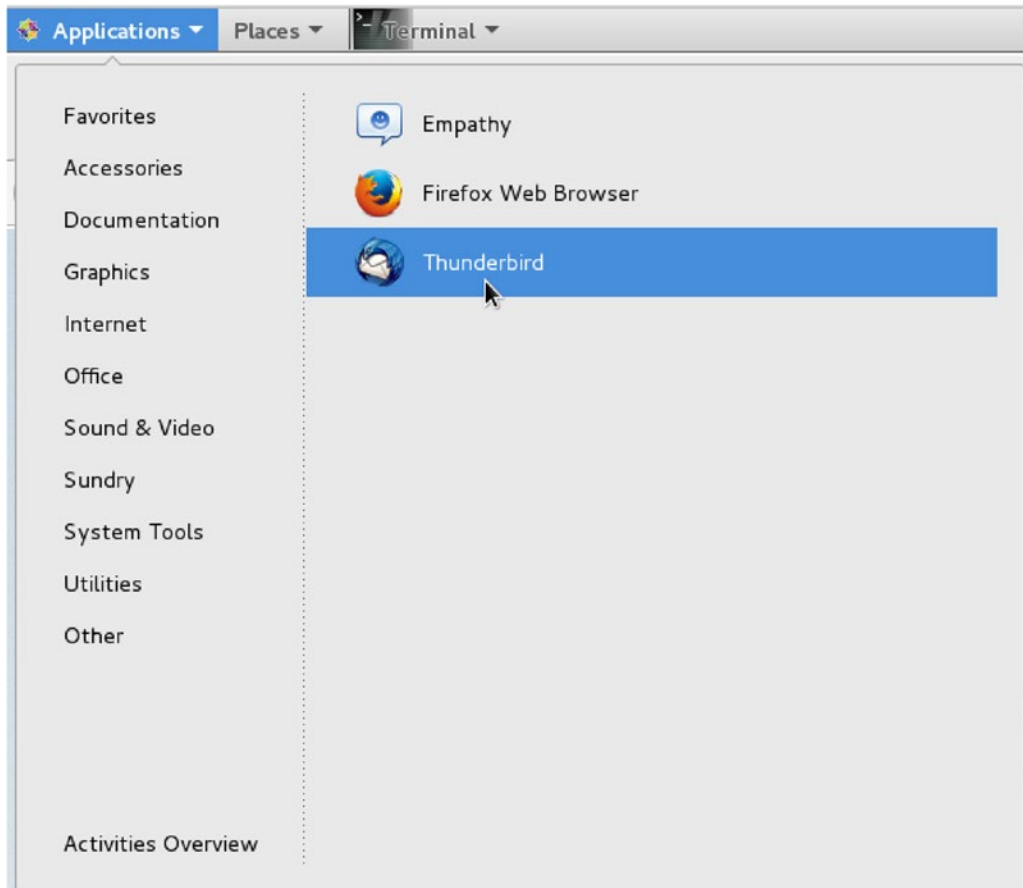 Applications Places Terminal
Favorites
Accessories
Documentation
Graphics
Internet
Office
Sound & Video
Sundry
System Tools
Utilities
Other
Activities Overview
Empathy
Firefox Web Browser
Thunderbird